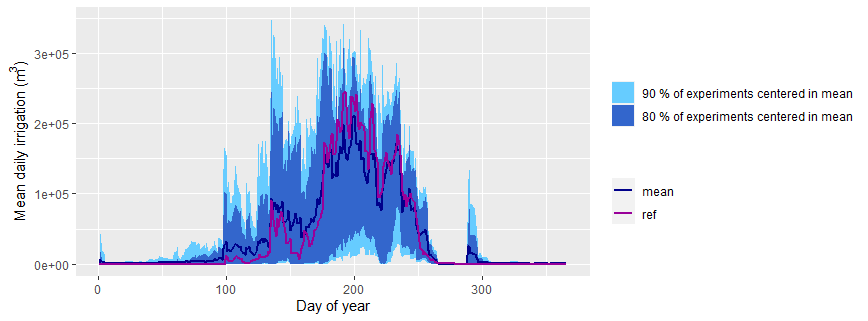 Mean daily irrigation (m³)
3e+05
2e+05
1e+05
0e+00
0 100 200 300
Day of year
90 % of experiments centered in mean
80 % of experiments centered in mean
mean
ref